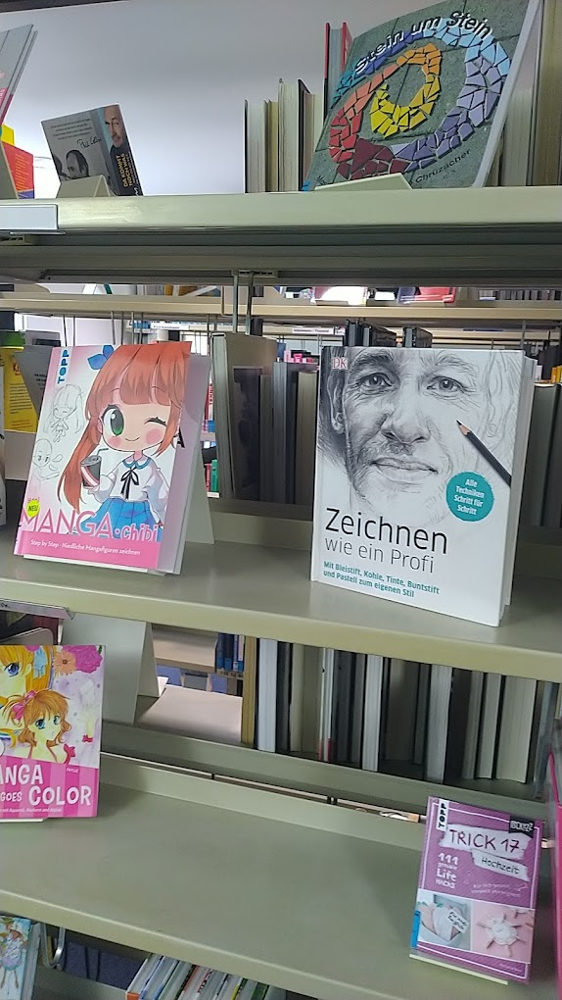 Stein um Stein
Chruzacher
DK
Alle
Techniken
Schritt für
Schritt
Zeichnen
wie ein Profi
Mit Bleistift, Kohle, Tinte, Buntstift
und Pastell zum eigenen Stil
TOPP
NEU
MANGA chibi
Step by Step - Niedliche Mangafiguren zeichnen
ANGA
GOES COLOR
TOPP
TRICK 17
Hochzeit
111
Life
HACKS